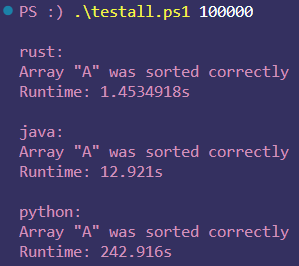 PS :) .\testall.ps1 100000
rust:
Array "A" was sorted correctly
Runtime: 1.4534918s
java:
Array "A" was sorted correctly
Runtime: 12.921s
python:
Array "A" was sorted correctly
Runtime: 242.916s